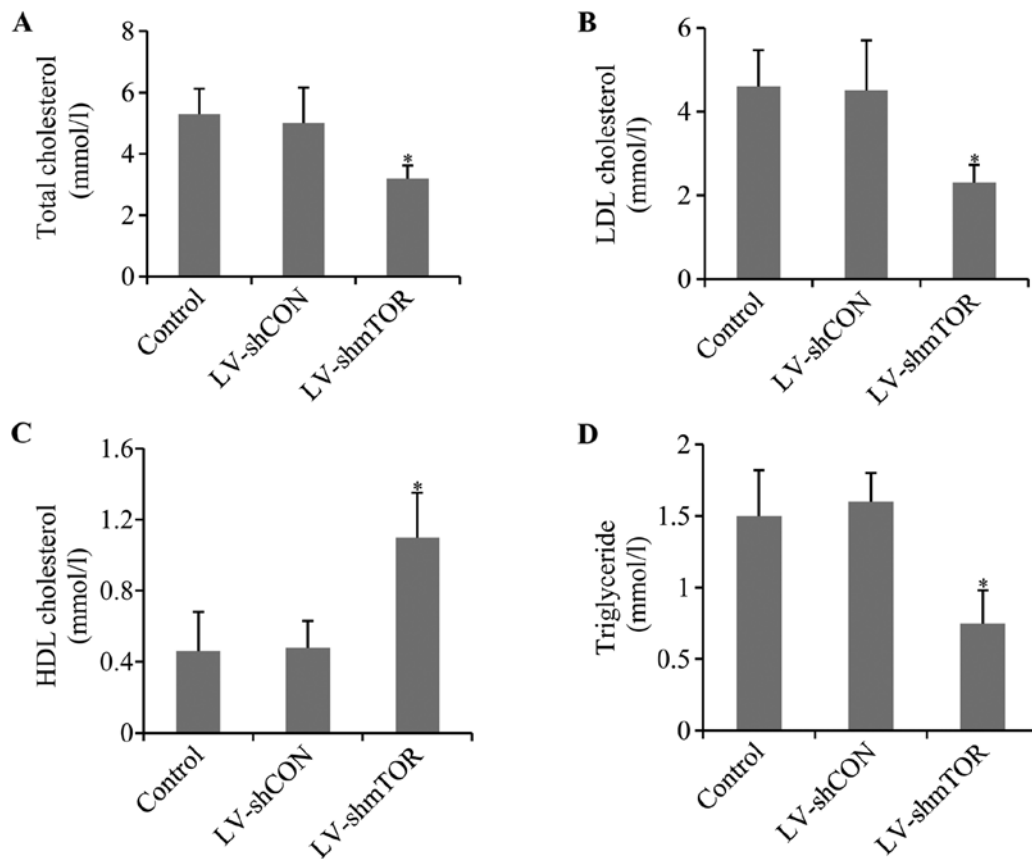 A
Total cholesterol
(mmol/l)
8
6
4
2
0
*
Control
LV-shCON
LV-shmTOR
B
LDL cholesterol
(mmol/l)
6
4
2
0
*
Control
LV-shCON
LV-shmTOR
C
HDL cholesterol
(mmol/l)
1.6
1.2
0.8
0.4
0
*
Control
LV-shCON
LV-shmTOR
D
Triglyceride
(mmol/l)
2
1.5
1
0.5
0
*
Control
LV-shCON
LV-shmTOR